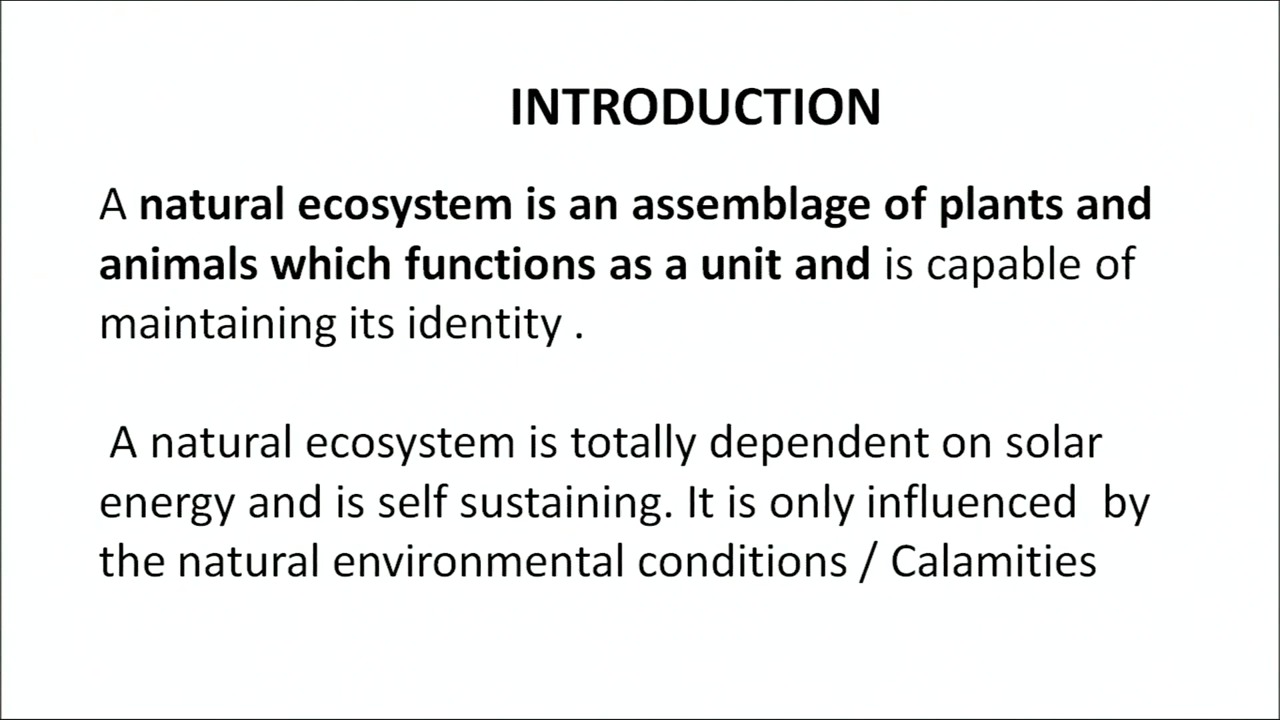 INTRODUCTION
A natural ecosystem is an assemblage of plants and
animals which functions as a unit and is capable of
maintaining its identity .
A natural ecosystem is totally dependent on solar
energy and is self sustaining. It is only influenced  by
the natural environmental conditions / Calamities